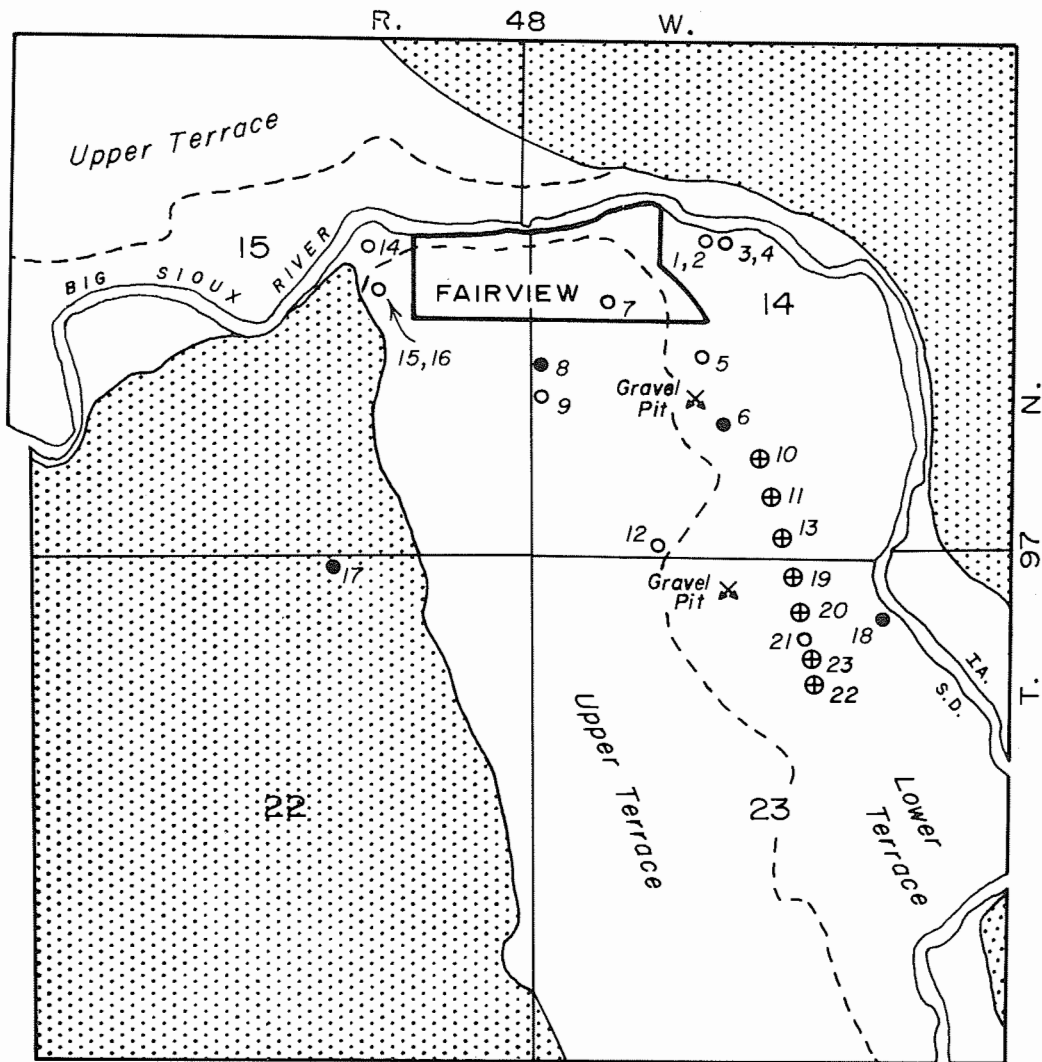 R. 48 W.
Upper Terrace
15
BIG SIOUX RIVER
14
1,2
3,4
14
FAIRVIEW
7
15,16
5
8
Gravel
Pit
9
6
N.
10
11
13
12
97
17
Gravel
Pit
19
20
18
21
23
22
IA.
S.D.
T.
Upper Terrace
22
23
Lower
Terrace